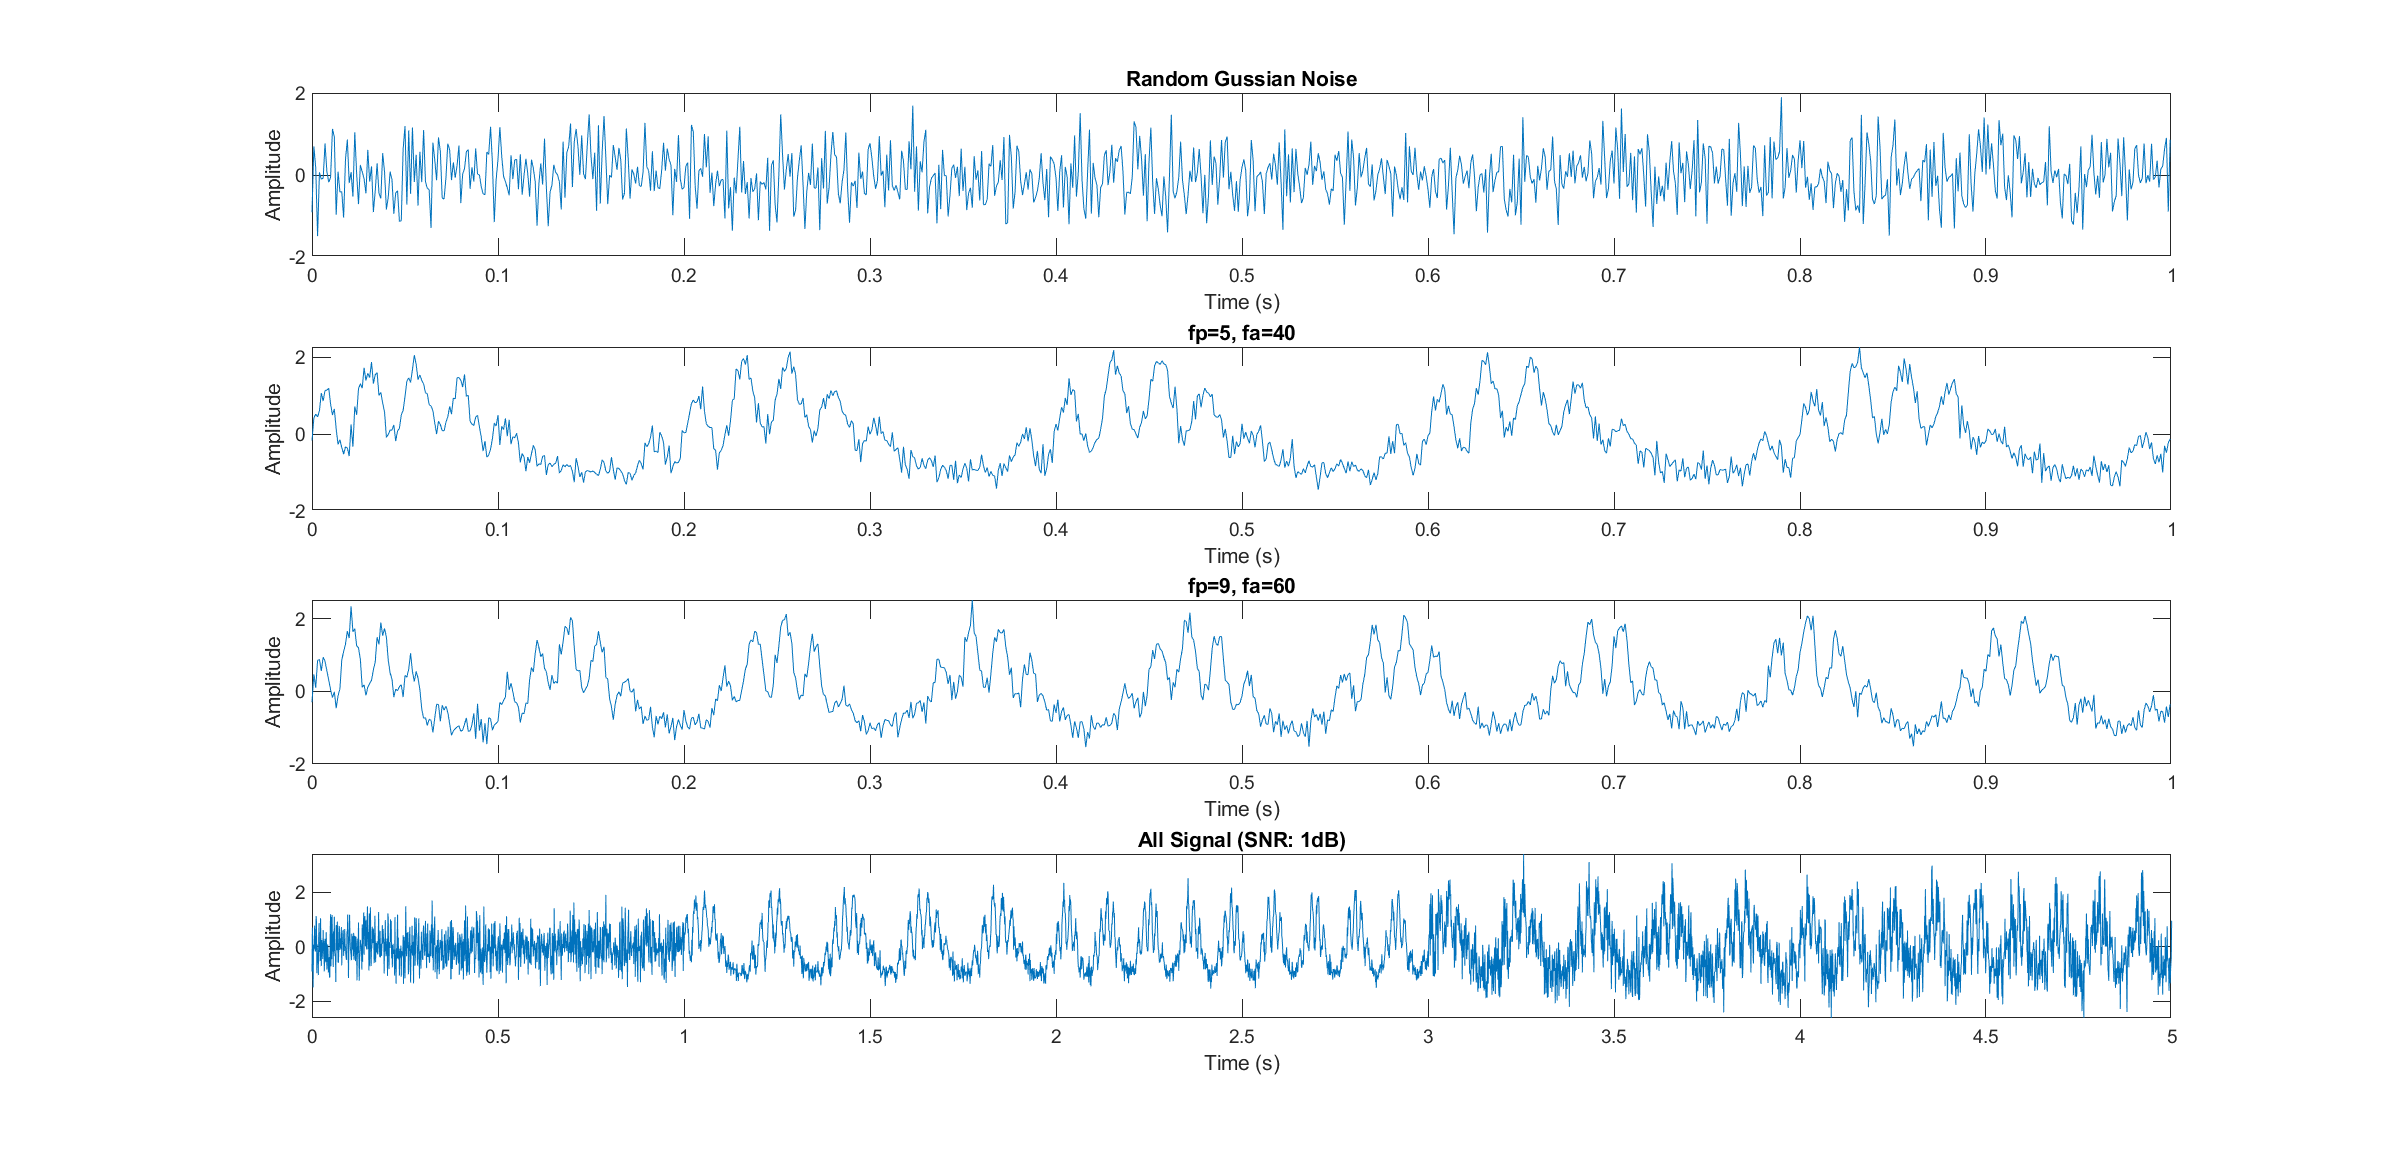 Random Gussian Noise
2
0
-2
Amplitude
0 0.1 0.2 0.3 0.4 0.5 0.6 0.7 0.8 0.9 1
Time (s)
fp=5, fa=40
2
0
-2
Amplitude
0 0.1 0.2 0.3 0.4 0.5 0.6 0.7 0.8 0.9 1
Time (s)
fp=9, fa=60
2
0
-2
Amplitude
0 0.1 0.2 0.3 0.4 0.5 0.6 0.7 0.8 0.9 1
Time (s)
All Signal (SNR: 1dB)
2
0
-2
Amplitude
0 0.5 1 1.5 2 2.5 3 3.5 4 4.5 5
Time (s)